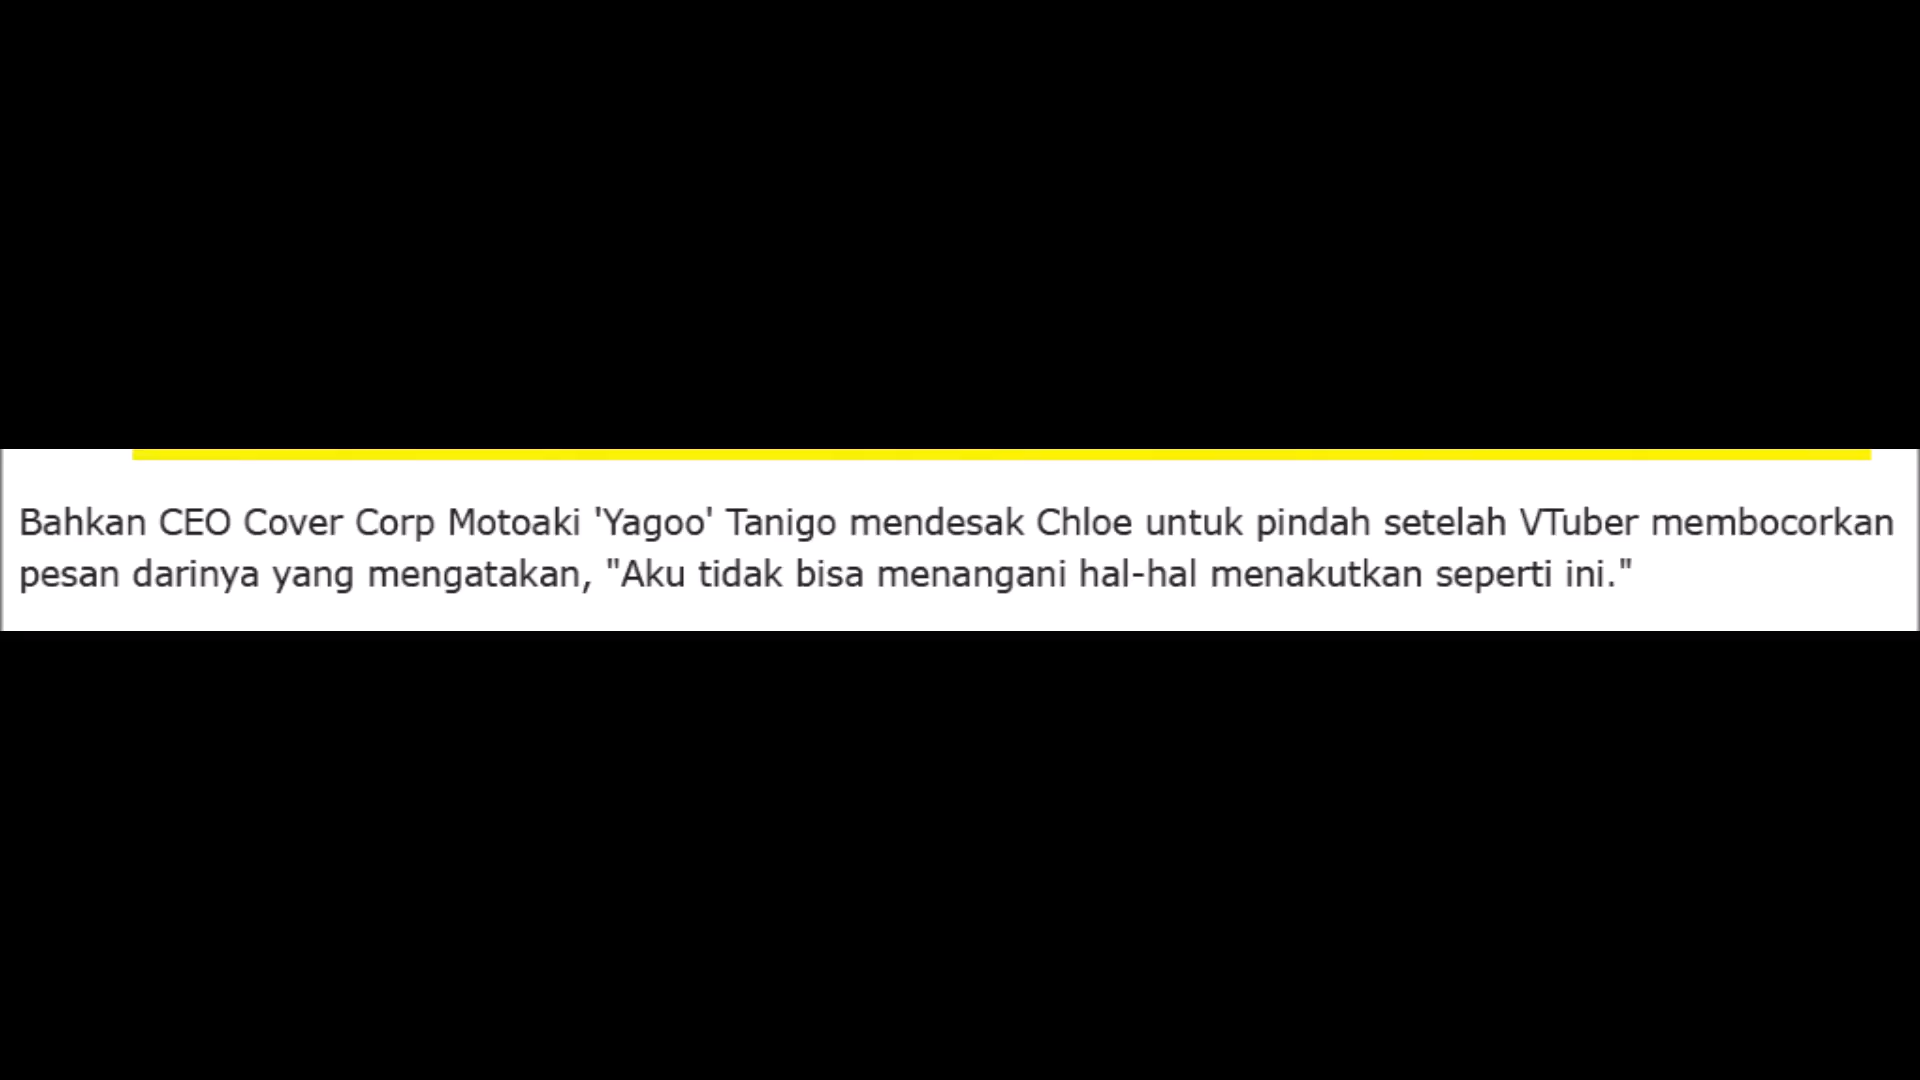 Bahkan CEO Cover Corp Motoaki 'Yagoo' Tanigo mendesak Chloe untuk pindah setelah VTuber membocorkan
pesan darinya yang mengatakan, "Aku tidak bisa menangani hal-hal menakutkan seperti ini."